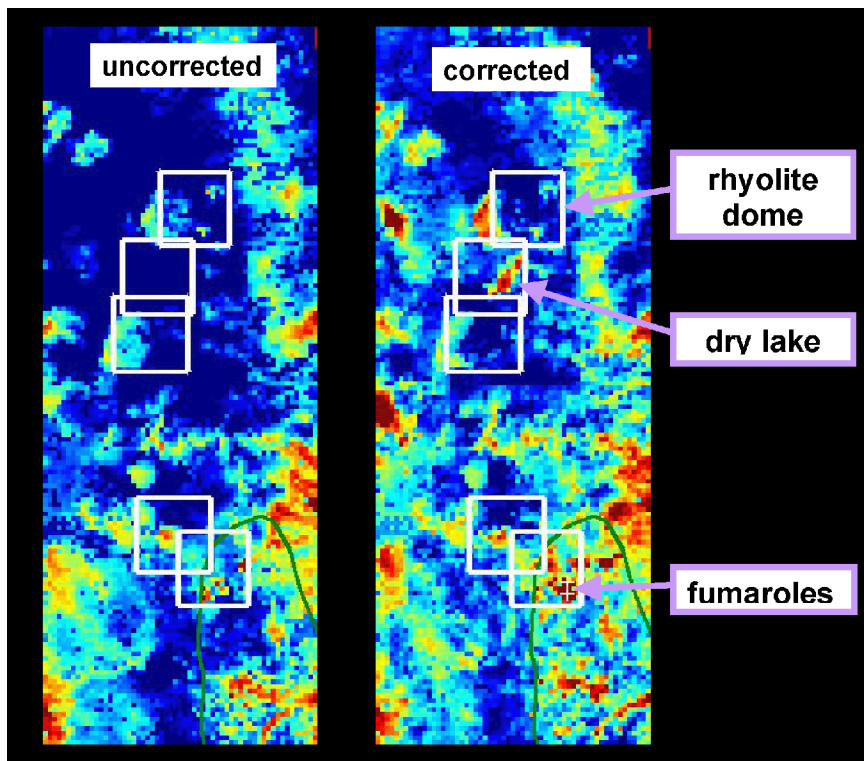 uncorrected
corrected
rhyolite
dome
dry lake
fumaroles